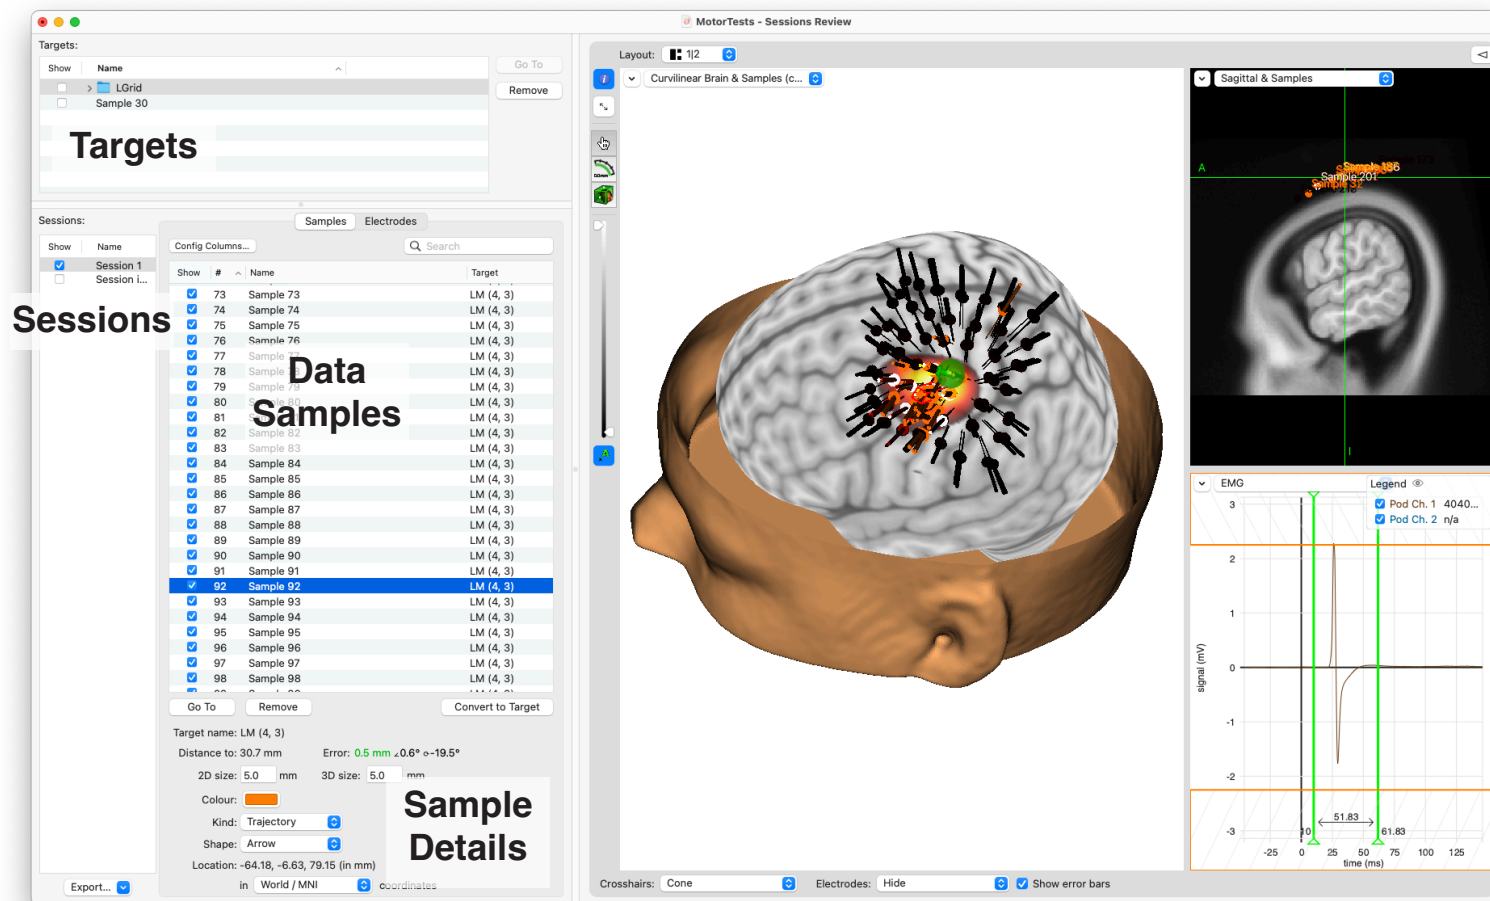 MotorTests - Sessions Review
Targets:
Show Name
Go To
LGrid
Remove
Sample 30
Targets
Sessions:
Samples Electrodes
Show Name
Config Columns...
Search
Session 1
Session i...
Show # Name Target
73 Sample 73 LM (4, 3)
74 Sample 74 LM (4, 3)
75 Sample 75 LM (4, 3)
76 Sample 76 LM (4, 3)
77 Sample 77 LM (4, 3)
78 LM (4, 3)
79 Sample 79 LM (4, 3)
80 Sample 80 LM (4, 3)
81 LM (4, 3)
82 Sample 82 LM (4, 3)
83 Sample 83 LM (4, 3)
84 Sample 84 LM (4, 3)
85 Sample 85 LM (4, 3)
86 Sample 86 LM (4, 3)
87 Sample 87 LM (4, 3)
88 Sample 88 LM (4, 3)
89 Sample 89 LM (4, 3)
90 Sample 90 LM (4, 3)
91 Sample 91 LM (4, 3)
92 Sample 92 LM (4, 3)
93 Sample 93 LM (4, 3)
94 Sample 94 LM (4, 3)
95 Sample 95 LM (4, 3)
96 Sample 96 LM (4, 3)
97 Sample 97 LM (4, 3)
98 Sample 98 LM (4, 3)
Sessions
Data
Samples
Go To Remove Convert to Target
Target name: LM (4, 3)
Distance to: 30.7 mm Error: 0.5 mm ∠0.6° -19.5°
2D size: 5.0 mm 3D size: 5.0 mm
Colour:
Kind: Trajectory
Shape: Arrow
Location: -64.18, -6.63, 79.15 (in mm)
in World / MNI coordinates
Sample
Details
Export...
Layout: 1|2
Curvilinear Brain & Samples (c...
Crosshairs: Cone
Electrodes: Hide
Show error bars
Sagittal & Samples
A
Sample 201
I
EMG
Legend
Pod Ch. 1 4040...
Pod Ch. 2 n/a
3
2
1
0
-1
-2
-3
signal (mV)
51.83
10 61.83
-25 0 25 50 75 100 125
time (ms)